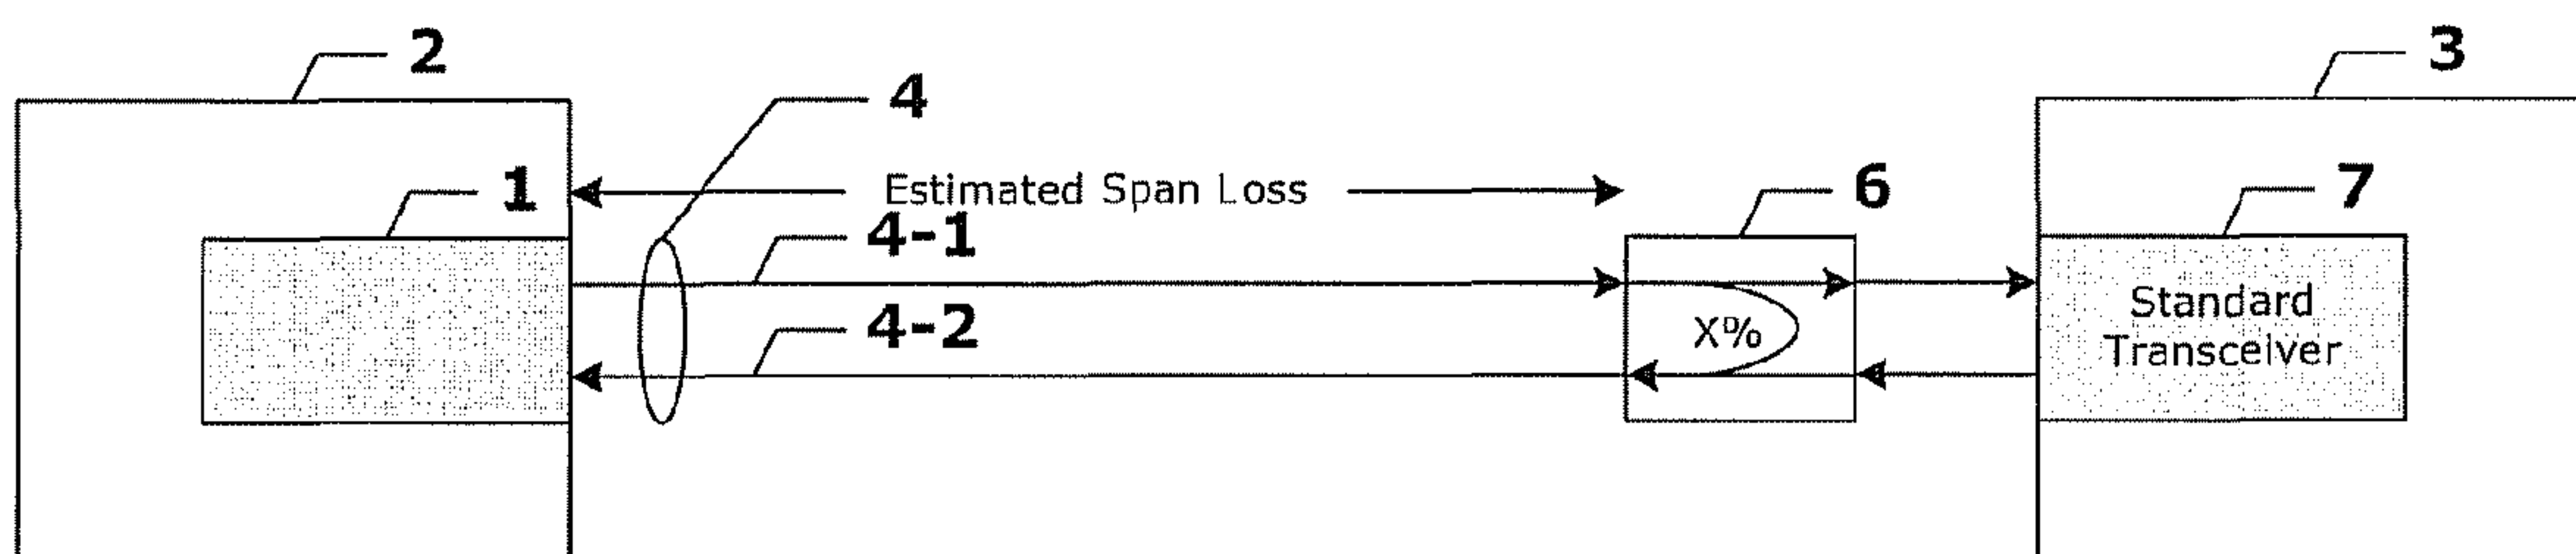 2
3
4
1
Estimated Span Loss
6
7
4-1
4-2
X%
Standard
Transceiver